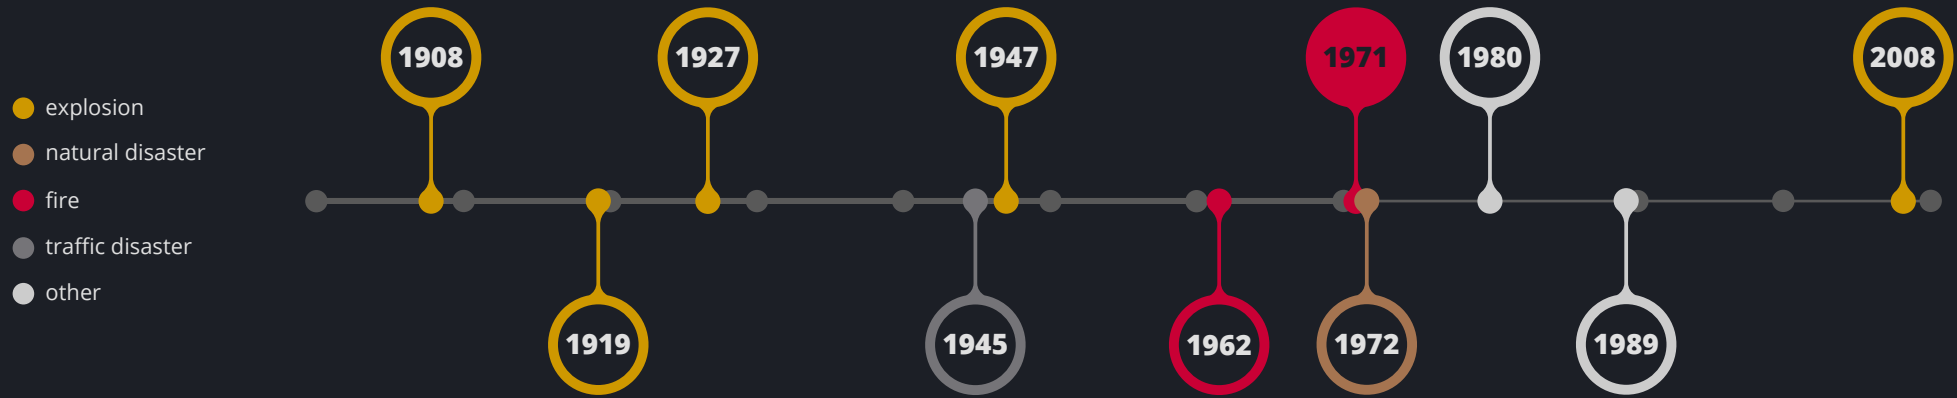 1908
1927
1947
1971
1980
2008
explosion
natural disaster
fire
traffic disaster
other
1919
1945
1962
1972
1989